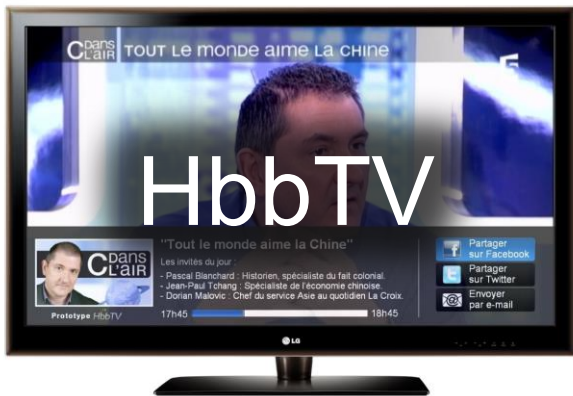 C DANS L'AIR
TOUT LE MONDE AIME LA CHINE
5
HbbTV
"Tout le monde aime la Chine"
Les invités du jour :
- Pascal Blanchard : Historien, spécialiste du fait colonial.
- Jean-Paul Tchang : Spécialiste de l'économie chinoise.
- Dorian Malovic : Chef du service Asie au quotidien La Croix.
C DANS L'AIR
Prototype HbbTV
17h45
18h45
Partager
sur Facebook
Partager
sur Twitter
Envoyer
par e-mail
LG